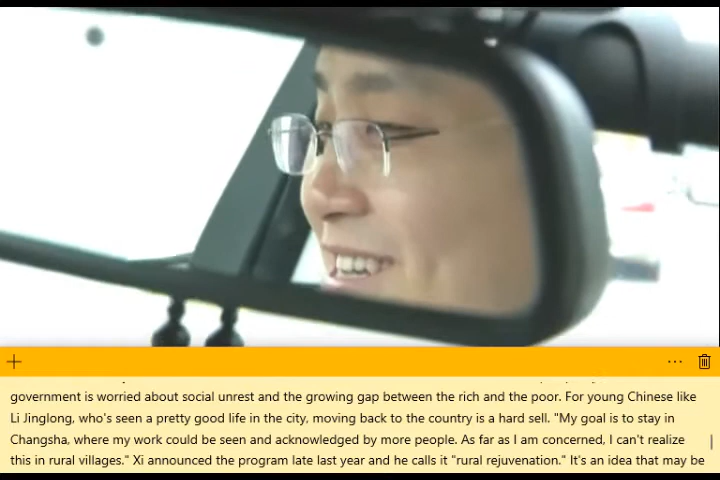 government is worried about social unrest and the growing gap between the rich and the poor. For young Chinese like
Li Jinglong, who's seen a pretty good life in the city, moving back to the country is a hard sell. "My goal is to stay in
Changsha, where my work could be seen and acknowledged by more people. As far as I am concerned, I can't realize
this in rural villages." Xi announced the program late last year and he calls it "rural rejuvenation." It's an idea that may be